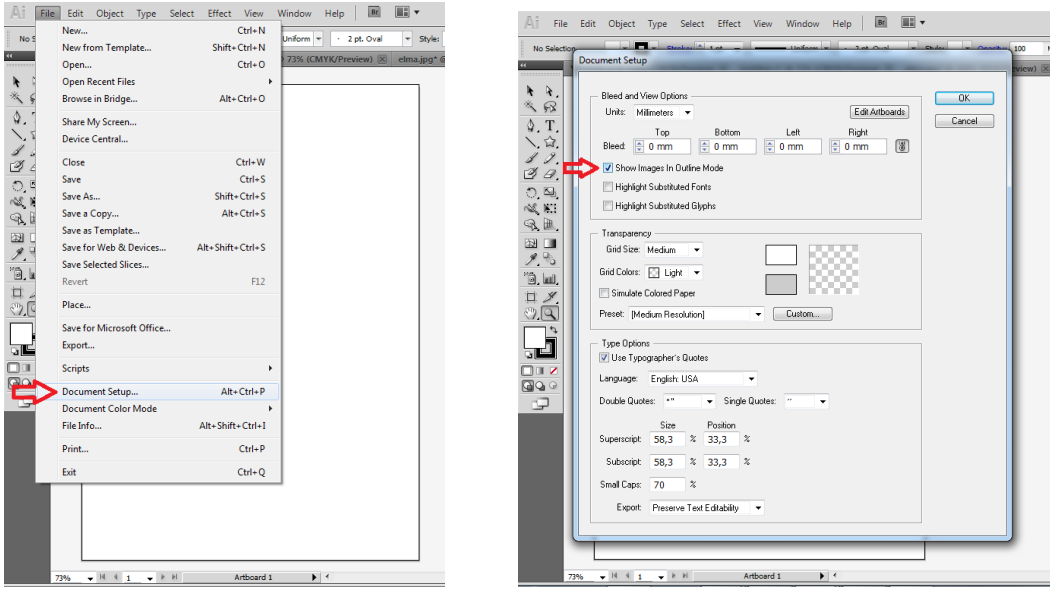 Ai File Edit Object Type Select Effect View Window Help Br
No S
Uniform 2 pt. Oval Style:
73% (CMYK/Preview) elma.jpg* @
New... Ctrl+N
New from Template... Shift+Ctrl+N
Open... Ctrl+O
Open Recent Files
Browse in Bridge... Alt+Ctrl+O
Share My Screen...
Device Central...
Close Ctrl+W
Save Ctrl+S
Save As... Shift+Ctrl+S
Save a Copy... Alt+Ctrl+S
Save as Template...
Save for Web & Devices... Alt+Shift+Ctrl+S
Save Selected Slices...
Revert F12
Place...
Save for Microsoft Office...
Export...
Scripts
Document Setup... Alt+Ctrl+P
Document Color Mode
File Info... Alt+Shift+Ctrl+I
Print... Ctrl+P
Exit Ctrl+Q
73% 1 Artboard 1
Ai File Edit Object Type Select Effect View Window Help Br
No Selection Stroke: 1 pt Uniform 2 pt. Oval Style: Opacity: 100
review)
Document Setup
Bleed and View Options
Units: Millimeters Edit Artboards
Top Bottom Left Right
Bleed: 0 mm 0 mm 0 mm 0 mm
Show Images In Outline Mode
Highlight Substituted Fonts
Highlight Substituted Glyphs
OK
Cancel
Transparency
Grid Size: Medium
Grid Colors: Light
Simulate Colored Paper
Preset: [Medium Resolution] Custom...
Type Options
Use Typographer's Quotes
Language: English: USA
Double Quotes: “” Single Quotes: ‘’
Size Position
Superscript: 58,3 % 33,3 %
Subscript: 58,3 % 33,3 %
Small Caps: 70 %
Export: Preserve Text Editability
73% 1 Artboard 1